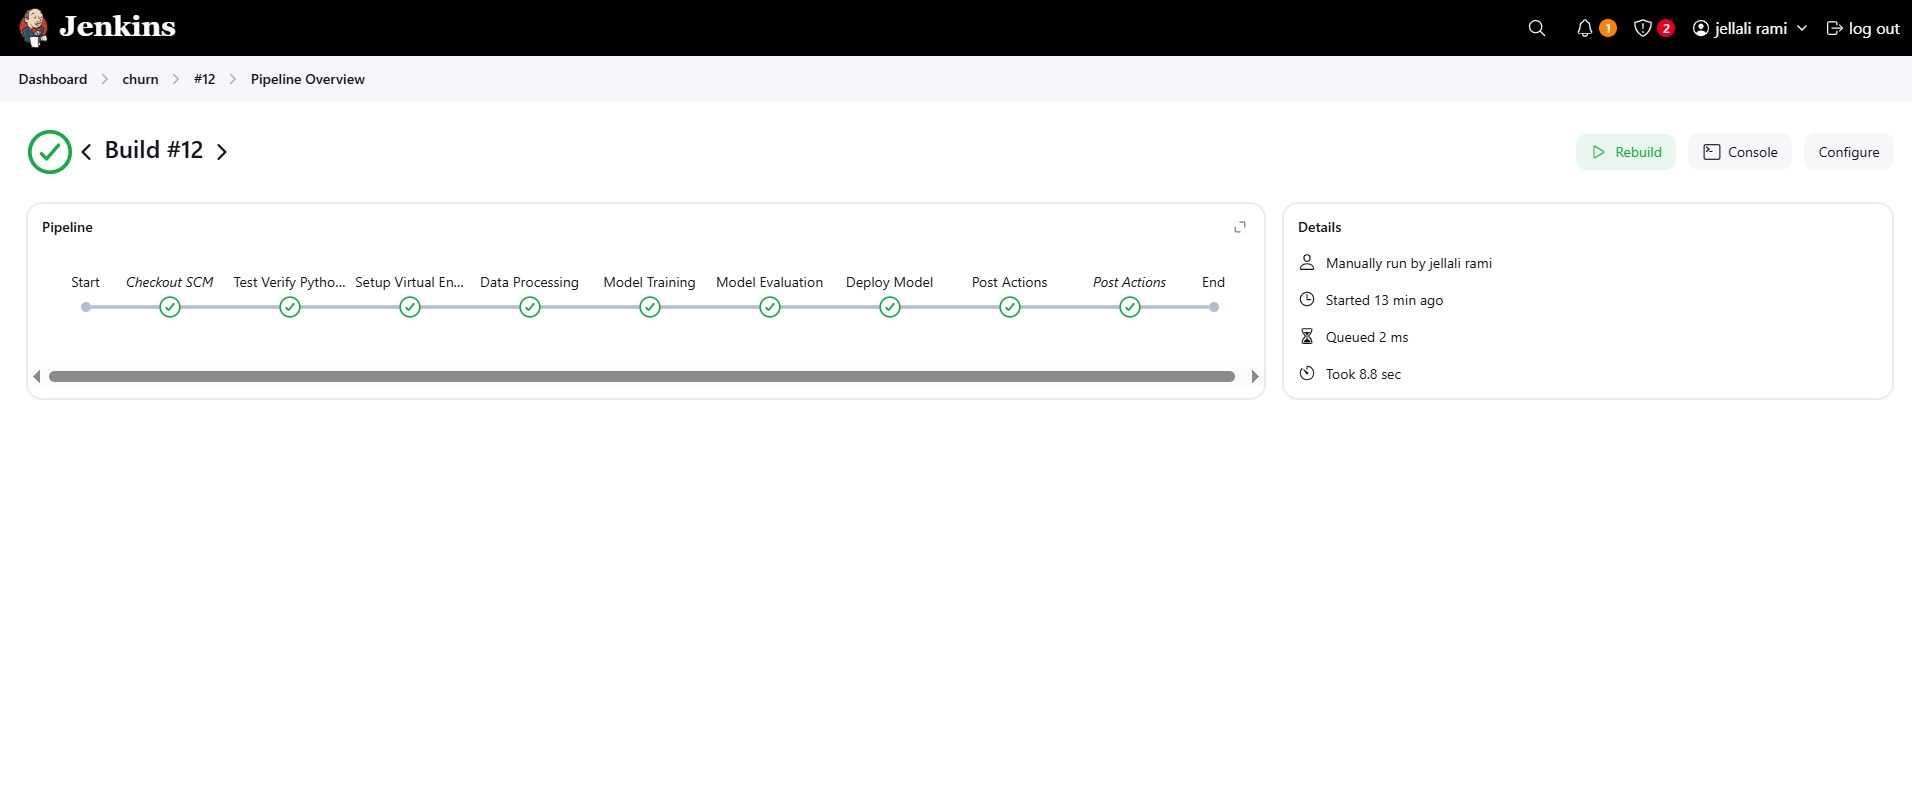 Jenkins
1
2
jellali rami
log out
Dashboard
churn
#12
Pipeline Overview
Build #12
Rebuild
Console
Configure
Pipeline
Start
Checkout SCM
Test Verify Pytho...
Setup Virtual En...
Data Processing
Model Training
Model Evaluation
Deploy Model
Post Actions
Post Actions
End
Details
Manually run by jellali rami
Started 13 min ago
Queued 2 ms
Took 8.8 sec